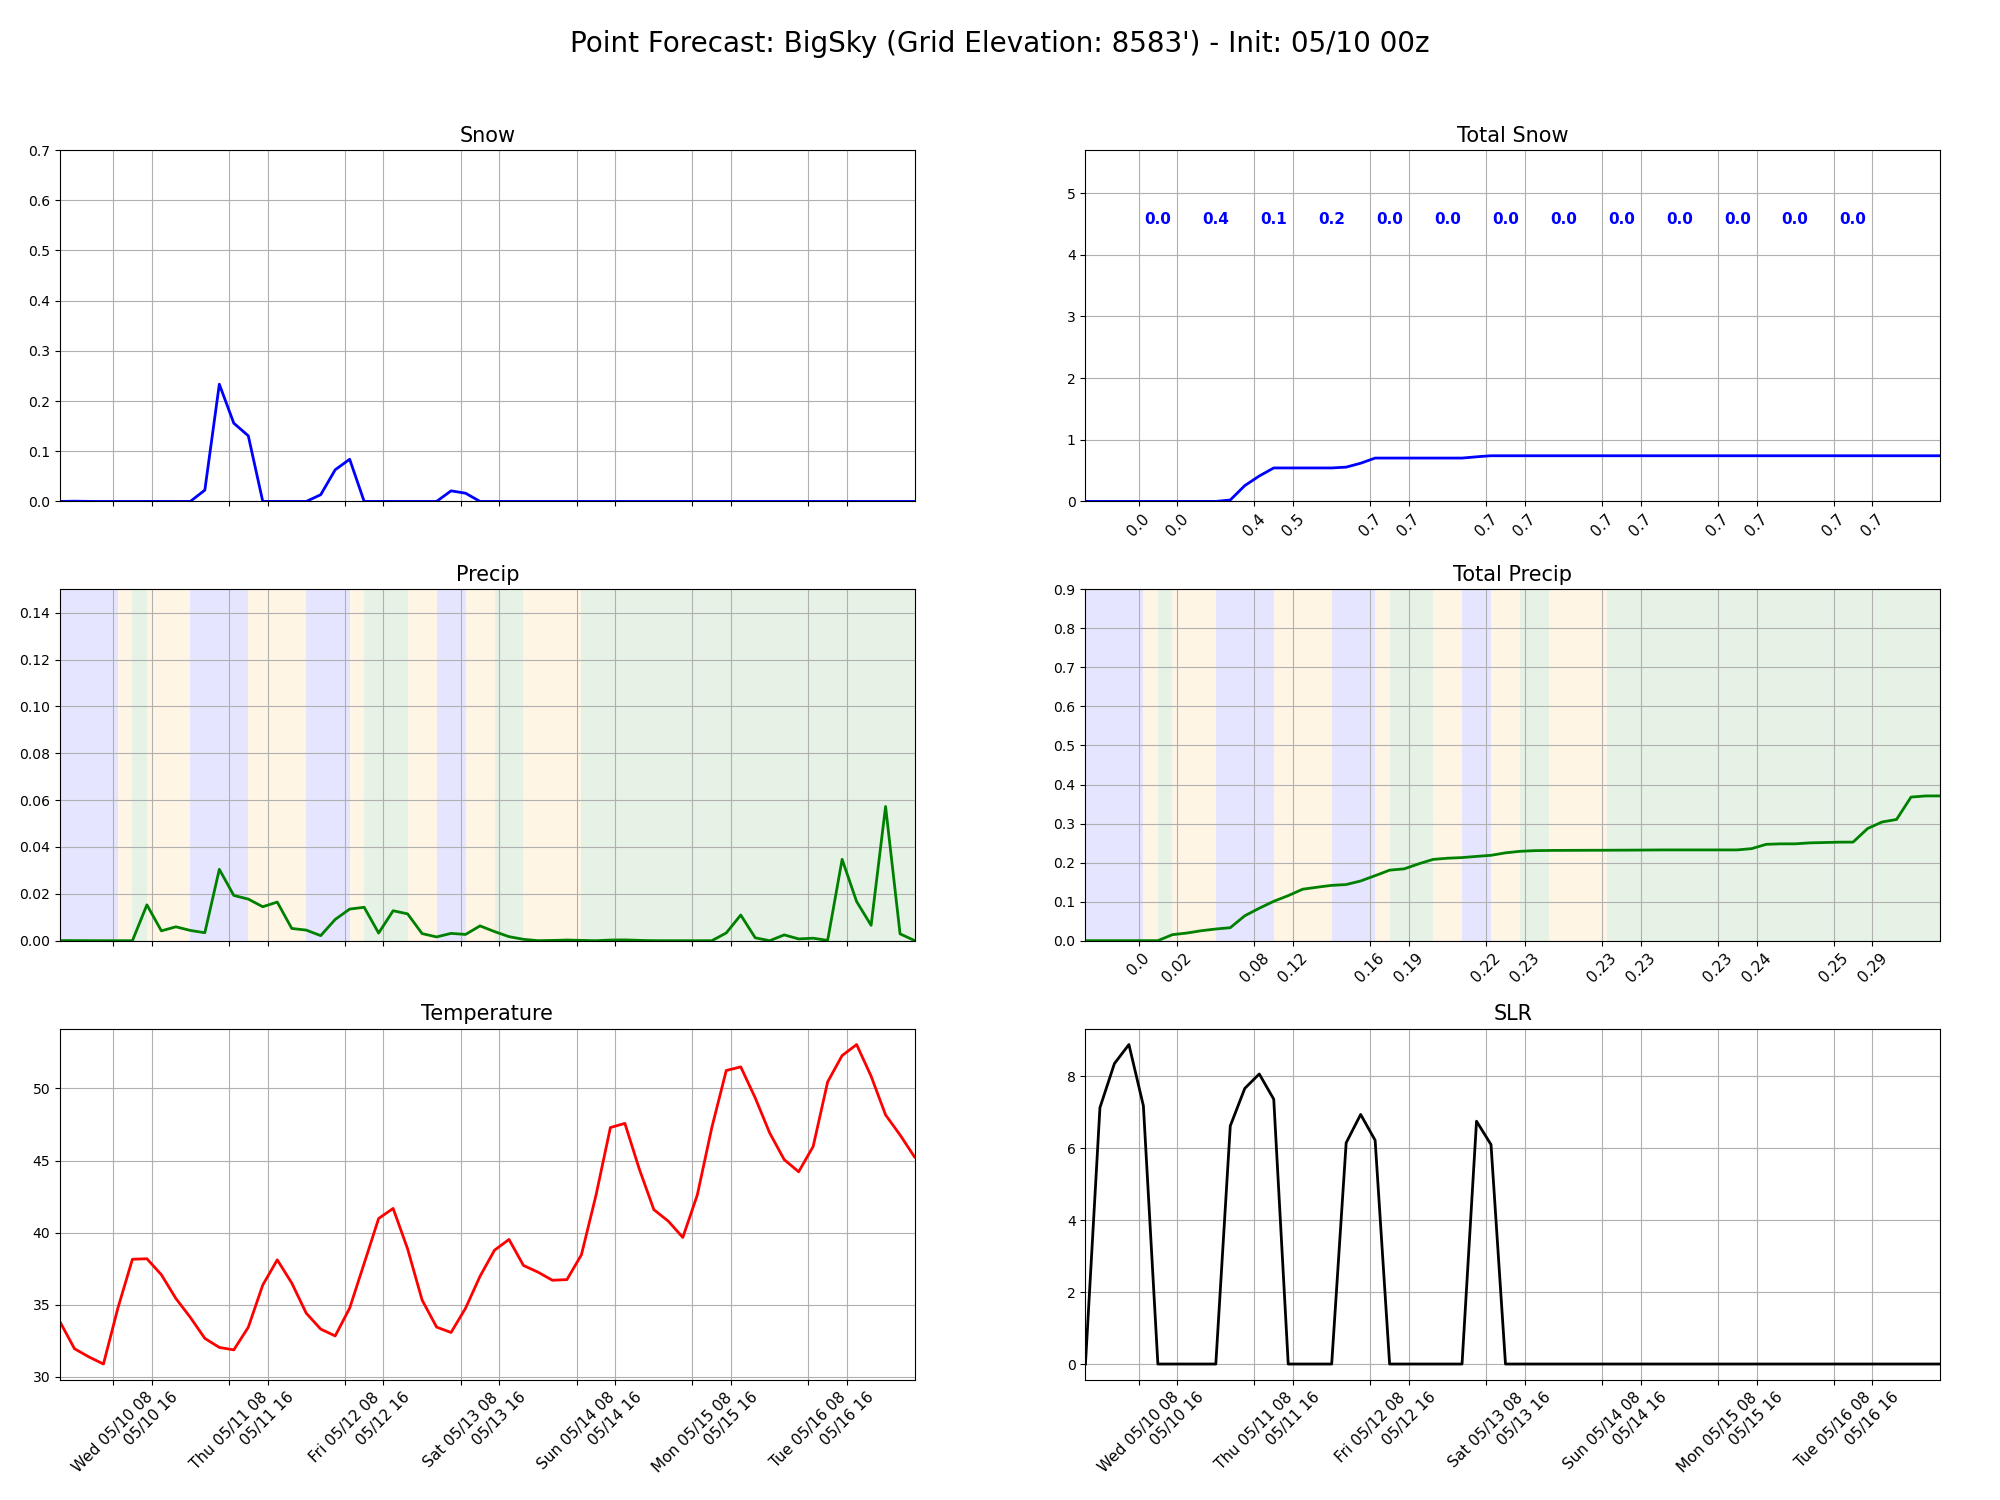 Point Forecast: BigSky (Grid Elevation: 8583') - Init: 05/10 00z
Snow
0.7
0.6
0.5
0.4
0.3
0.2
0.1
0.0
Total Snow
5
4
3
2
1
0
0.0 0.4 0.1 0.2 0.0 0.0 0.0 0.0 0.0 0.0 0.0 0.0 0.0
0.0 0.0 0.4 0.5 0.7 0.7 0.7 0.7 0.7 0.7 0.7 0.7 0.7 0.7
Precip
0.14
0.12
0.10
0.08
0.06
0.04
0.02
0.00
Total Precip
0.9
0.8
0.7
0.6
0.5
0.4
0.3
0.2
0.1
0.0
0.0 0.02 0.08 0.12 0.16 0.19 0.22 0.23 0.23 0.23 0.23 0.24 0.25 0.29
Temperature
50
45
40
35
30
Wed 05/10 08
05/10 16
Thu 05/11 08
05/11 16
Fri 05/12 08
05/12 16
Sat 05/13 08
05/13 16
Sun 05/14 08
05/14 16
Mon 05/15 08
05/15 16
Tue 05/16 08
05/16 16
SLR
8
6
4
2
0
Wed 05/10 08
05/10 16
Thu 05/11 08
05/11 16
Fri 05/12 08
05/12 16
Sat 05/13 08
05/13 16
Sun 05/14 08
05/14 16
Mon 05/15 08
05/15 16
Tue 05/16 08
05/16 16